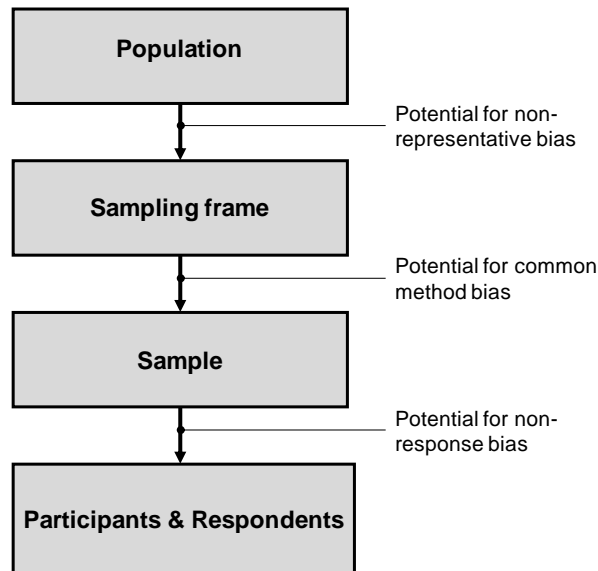 Population
Potential for non-
representative bias
Sampling frame
Potential for common
method bias
Sample
Potential for non-
response bias
Participants & Respondents